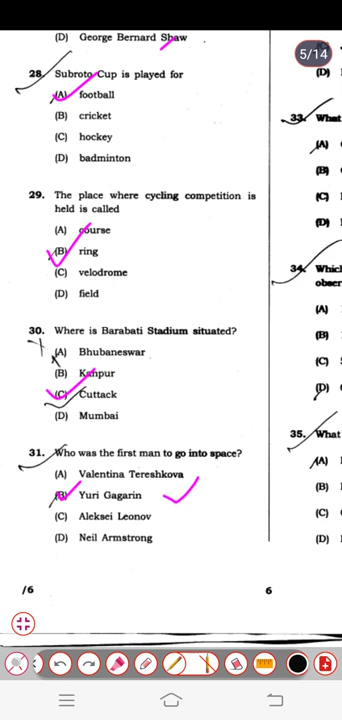 (D) George Bernard Shaw
5/14
28. Subroto Cup is played for
(A) football
(B) cricket
(C) hockey
(D) badminton
29. The place where cycling competition is
held is called
(A) course
(B) ring
(C) velodrome
(D) field
30. Where is Barabati Stadium situated?
(A) Bhubaneswar
(B) Kanpur
(C) Cuttack
(D) Mumbai
31. Who was the first man to go into space?
(A) Valentina Tereshkova
(B) Yuri Gagarin
(C) Aleksei Leonov
(D) Neil Armstrong
/6
6
(D)
33. What
(A)
(B)
(C)
(D)
34. Which
obser
(A)
(B)
(C)
(D)
35. What
(A)
(B)
(C)
(D)